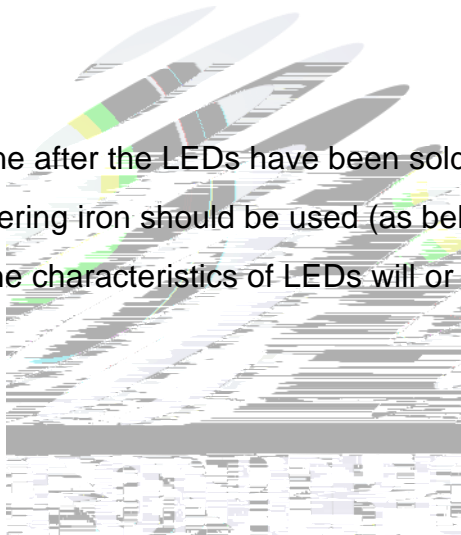 ne after the LEDs have been sold
ering iron should be used (as bel
ne characteristics of LEDs will or